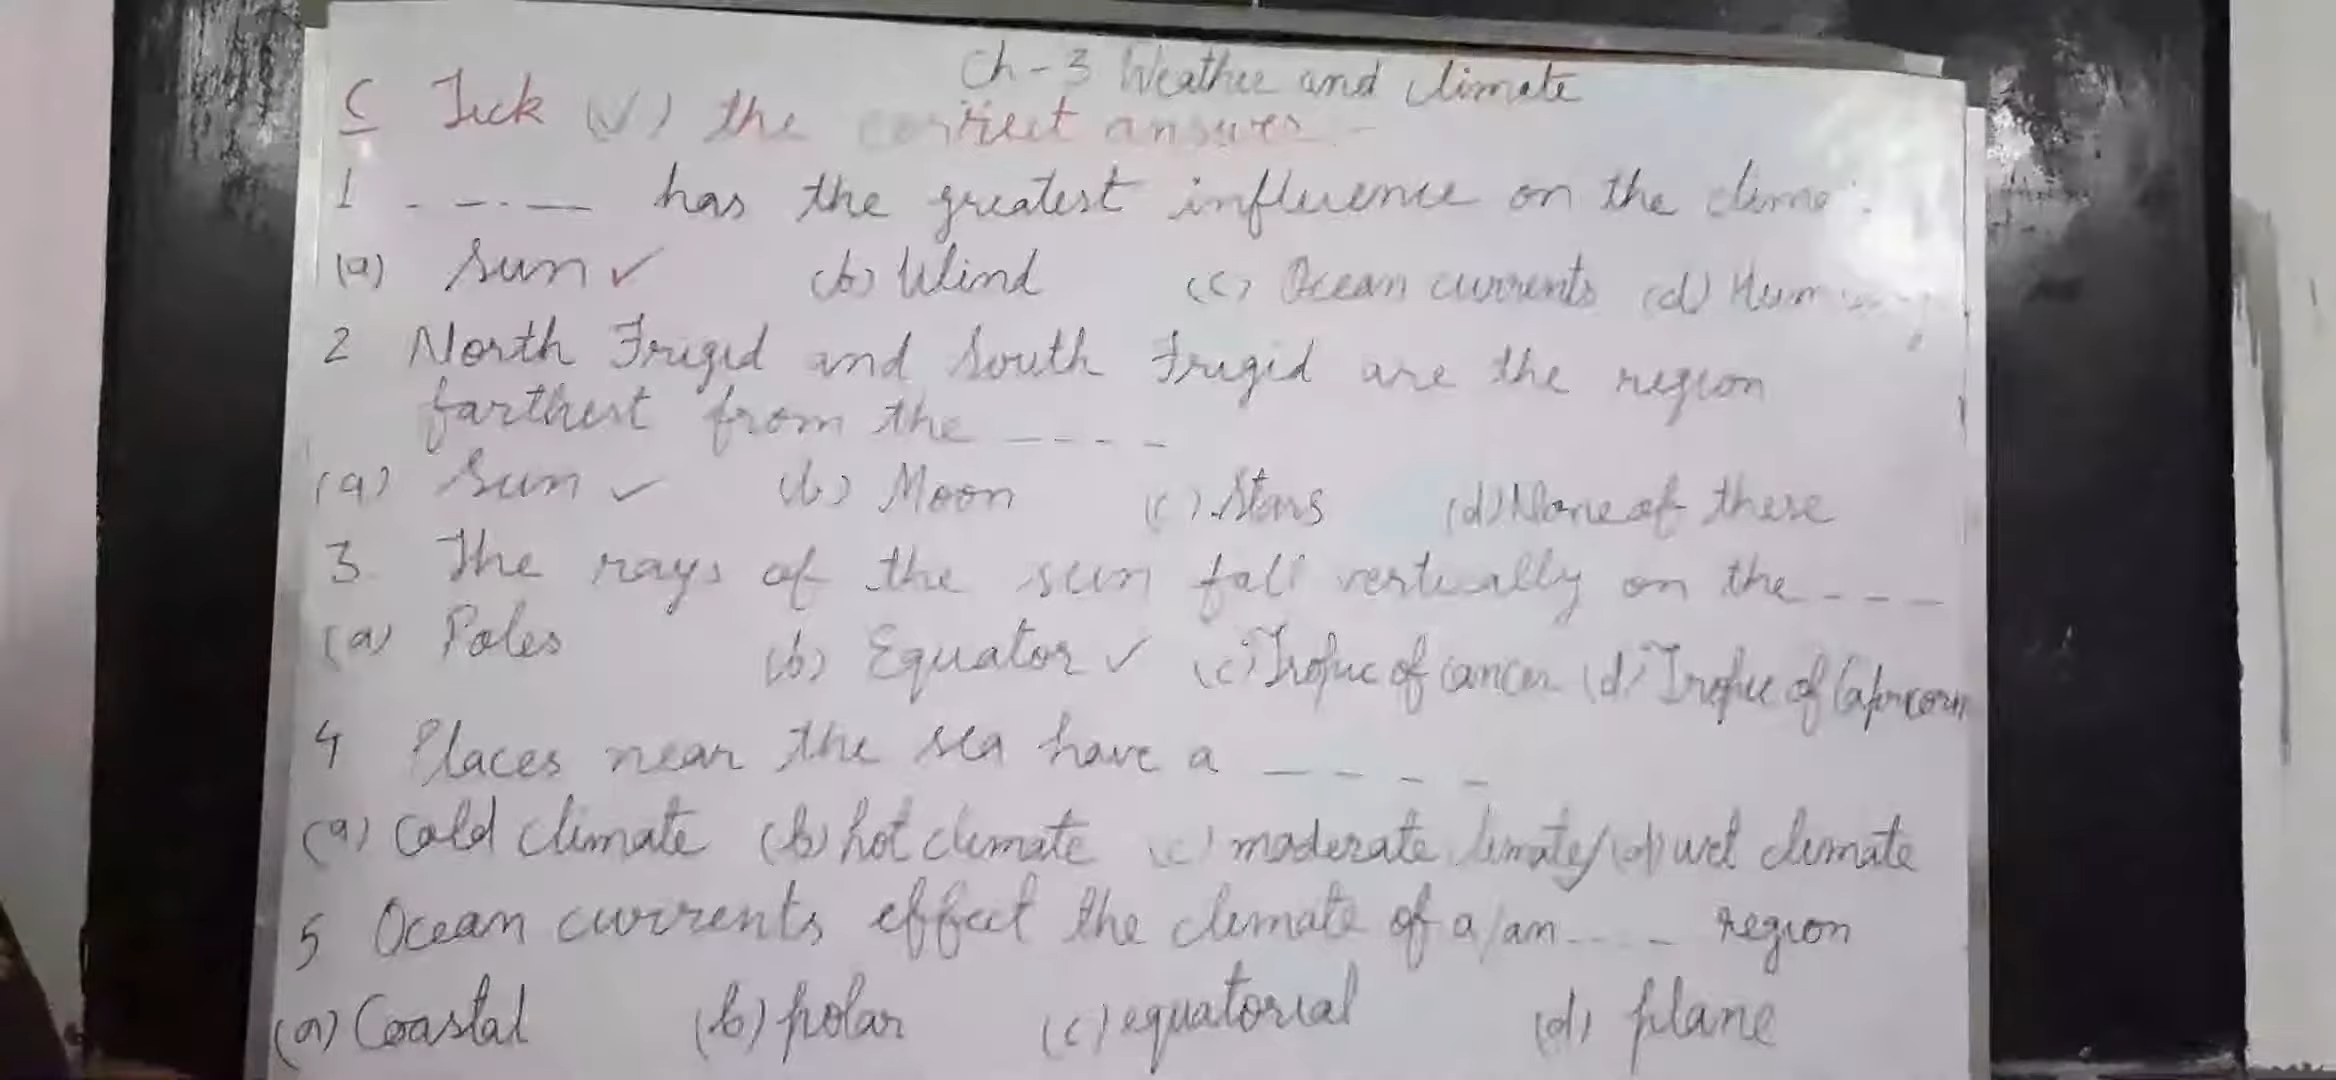 Ch-3 Weather and climate
C Tick (✓) the correct answer -
1 ----- has the greatest influence on the
(a) Sun ✓ (b) Wind (c) Ocean currents (d)
2 North Frigid and South Frigid are the region
farthest from the ----
(a) Sun ✓ (b) Moon (c) Stars (d) None of these
3. The rays of the sun fall vertically on the ---
(a) Poles (b) Equator ✓ (c) Tropic of cancer (d) Tropic of Capricorn
4 Places near the sea have a ----
(a) Cold climate (b) hot climate (c) moderate climate (d) wet climate
5 Ocean currents effect the climate of a/an ---- region
(a) Coastal (b) polar (c) equatorial (d) plane